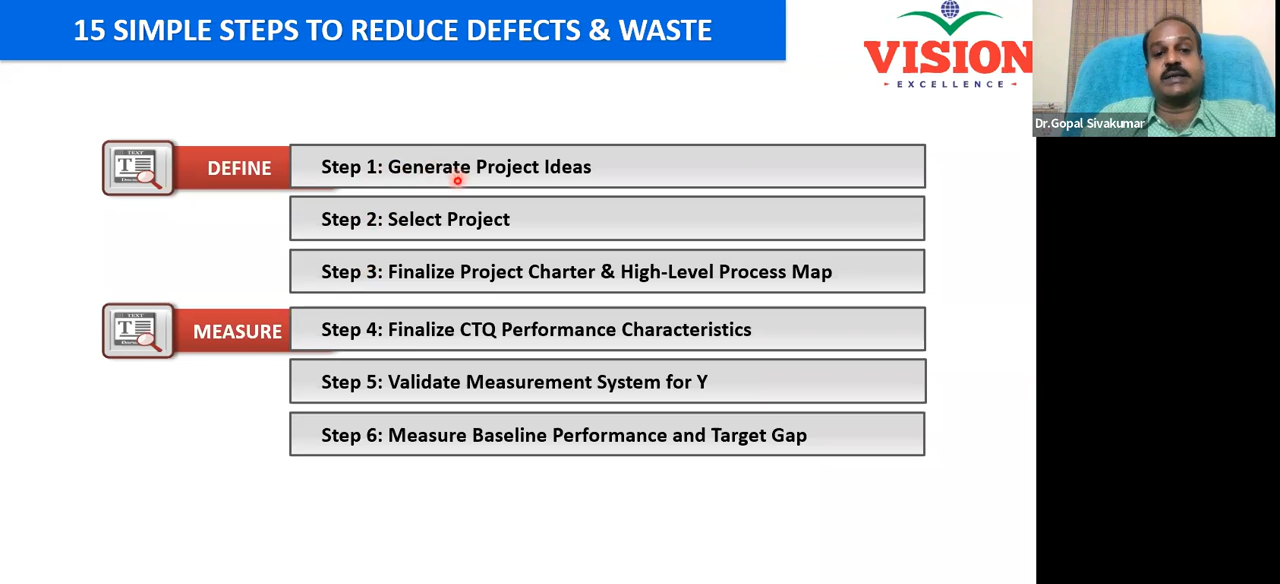 15 SIMPLE STEPS TO REDUCE DEFECTS & WASTE
VISION
EXCELLENCE
Dr.Gopal Sivakumar
TEXT
T
DEFINE
Step 1: Generate Project Ideas
Step 2: Select Project
Step 3: Finalize Project Charter & High-Level Process Map
TEXT
T
MEASURE
Step 4: Finalize CTQ Performance Characteristics
Step 5: Validate Measurement System for Y
Step 6: Measure Baseline Performance and Target Gap